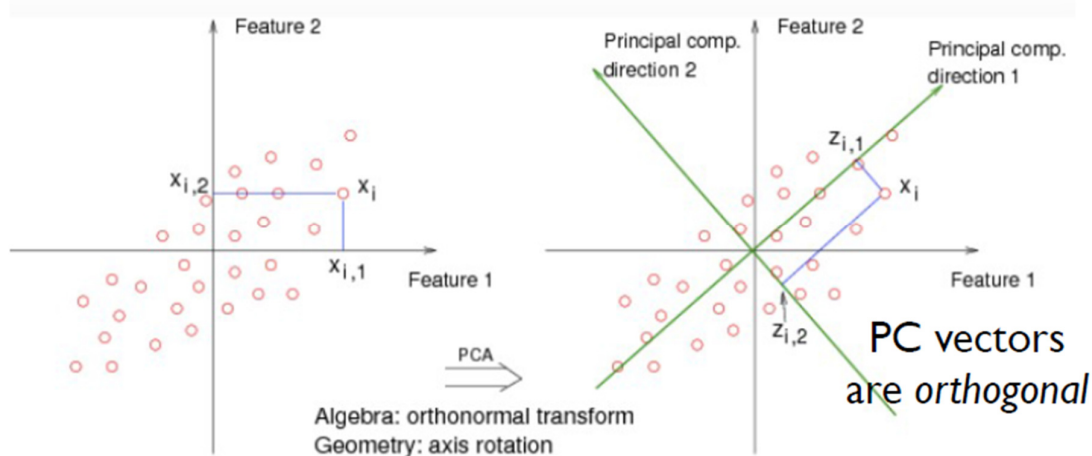 Feature 2
x_{i,2}
x_i
x_{i,1}
Feature 1
PCA
Algebra: orthonormal transform
Geometry: axis rotation
Principal comp.
direction 2
Feature 2
Principal comp.
direction 1
z_{i,1}
x_i
Feature 1
z_{i,2}
PC vectors
are orthogonal